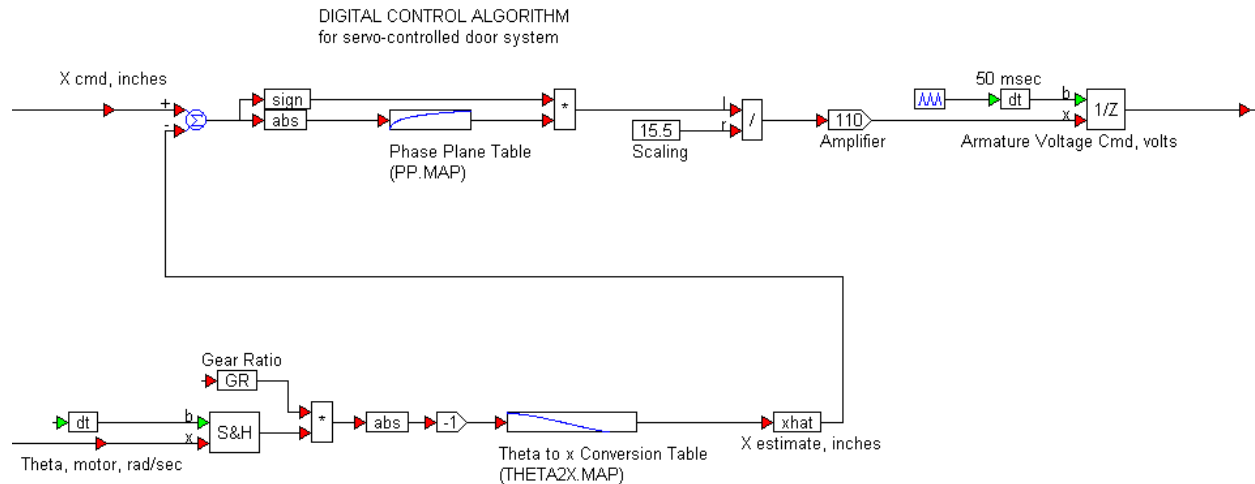 DIGITAL CONTROL ALGORITHM
for servo-controlled door system
X cmd, inches
+
-
Σ
sign
abs
Phase Plane Table
(PP.MAP)
*
15.5
Scaling
l
r
/
110
Amplifier
50 msec
dt
b
x
1/Z
Armature Voltage Cmd, volts
Gear Ratio
GR
dt
b
x
S&H
Theta, motor, rad/sec
*
abs
-1
Theta to x Conversion Table
(THETA2X.MAP)
xhat
X estimate, inches